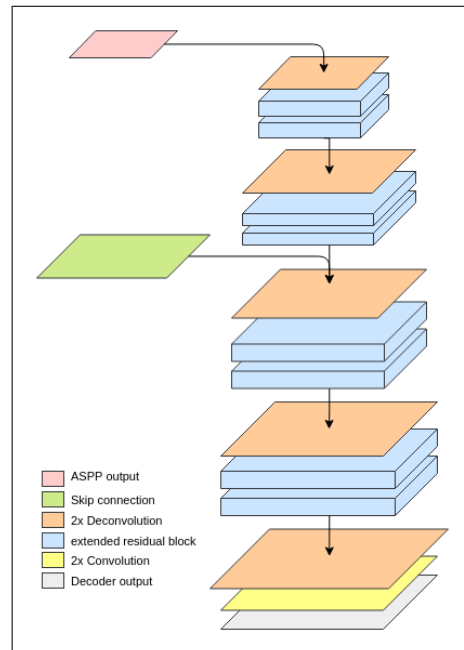 ASPP output
Skip connection
2x Deconvolution
extended residual block
2x Convolution
Decoder output